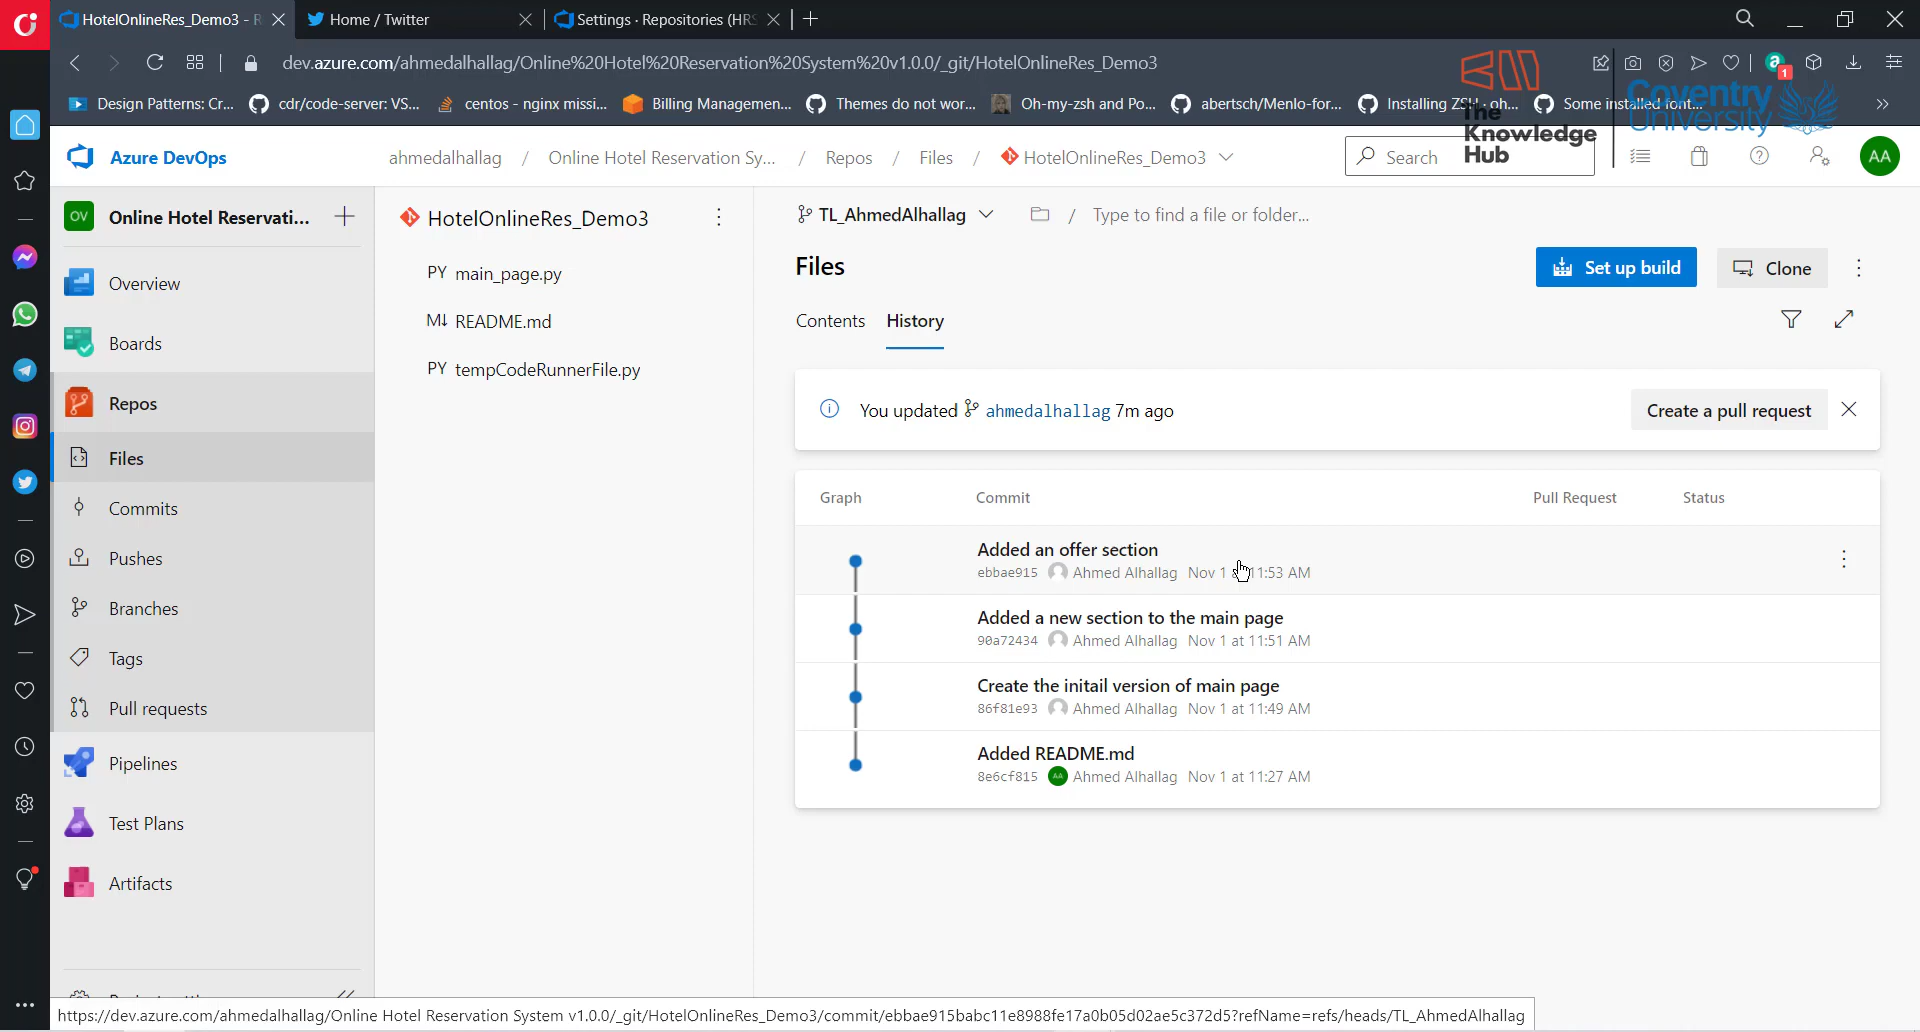 HotelOnlineRes_Demo3 - R
Home / Twitter
Settings · Repositories (HRS
dev.azure.com/ahmedalhallag/Online%20Hotel%20Reservation%20System%20v1.0.0/_git/HotelOnlineRes_Demo3
1
Design Patterns: Cr...
cdr/code-server: VS...
centos - nginx missi...
Billing Managemen...
Themes do not wor...
Oh-my-zsh and Po...
abertsch/Menlo-for...
Installing ZSH · oh...
Some installed font...
The
Knowledge
Hub
Coventry
University
Azure DevOps
ahmedalhallag / Online Hotel Reservation Sy... / Repos / Files / HotelOnlineRes_Demo3
Search
AA
OV
Online Hotel Reservati...
Overview
Boards
Repos
Files
Commits
Pushes
Branches
Tags
Pull requests
Pipelines
Test Plans
Artifacts
HotelOnlineRes_Demo3
PY main_page.py
M↓ README.md
PY tempCodeRunnerFile.py
TL_AhmedAlhallag
/ Type to find a file or folder...
Files
Set up build
Clone
Contents
History
You updated ahmedalhallag 7m ago
Create a pull request
Graph
Commit
Pull Request
Status
Added an offer section
ebbae915 Ahmed Alhallag Nov 1 11:53 AM
Added a new section to the main page
90a72434 Ahmed Alhallag Nov 1 at 11:51 AM
Create the initail version of main page
86f81e93 Ahmed Alhallag Nov 1 at 11:49 AM
Added README.md
8e6cf815 AA Ahmed Alhallag Nov 1 at 11:27 AM
https://dev.azure.com/ahmedalhallag/Online Hotel Reservation System v1.0.0/_git/HotelOnlineRes_Demo3/commit/ebbae915babc11e8988fe17a0b05d02ae5c372d5?refName=refs/heads/TL_AhmedAlhallag